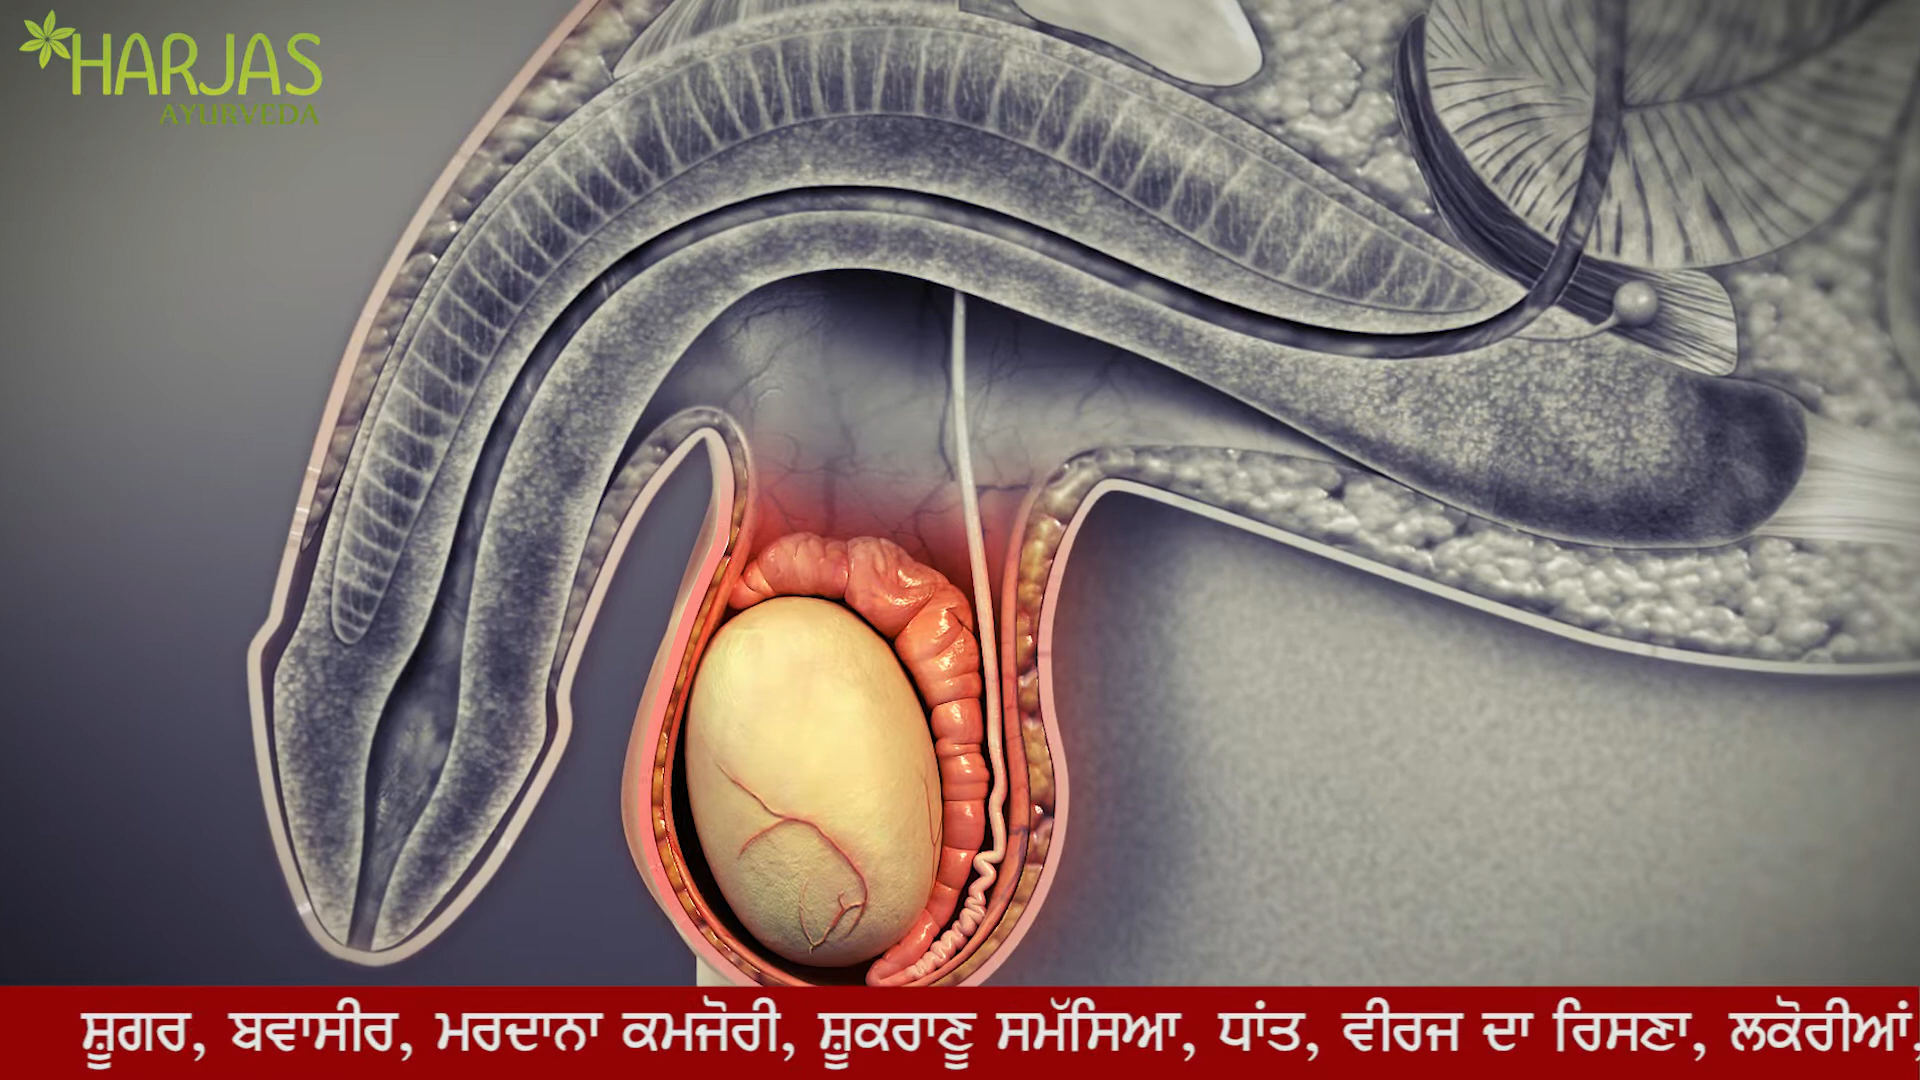 HARJAS
AYURVEDA
ਸ਼ੂਗਰ, ਬਵਾਸੀਰ, ਮਰਦਾਨਾ ਕਮਜੋਰੀ, ਸ਼ੂਕਰਾਣੂ ਸਮੱਸਿਆ, ਧਾਂਤ, ਵੀਰਜ ਦਾ ਰਿਸਣਾ, ਲਕੋਰੀਆਂ,